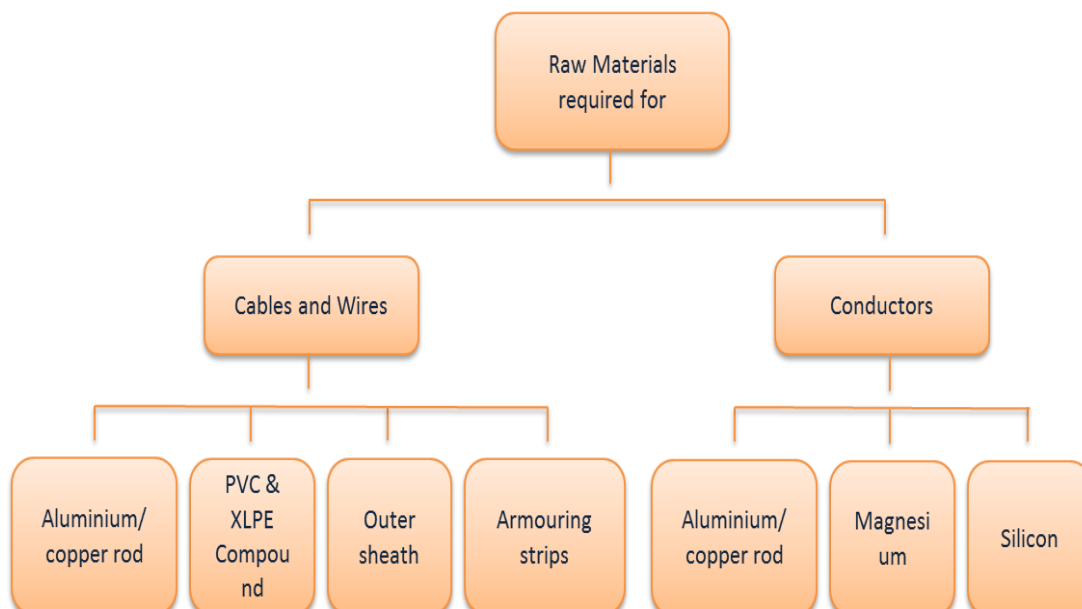 Raw Materials
required for
Cables and Wires
Conductors
Aluminium/
copper rod
PVC &
XLPE
Compou
nd
Outer
sheath
Armouring
strips
Aluminium/
copper rod
Magnesi
um
Silicon